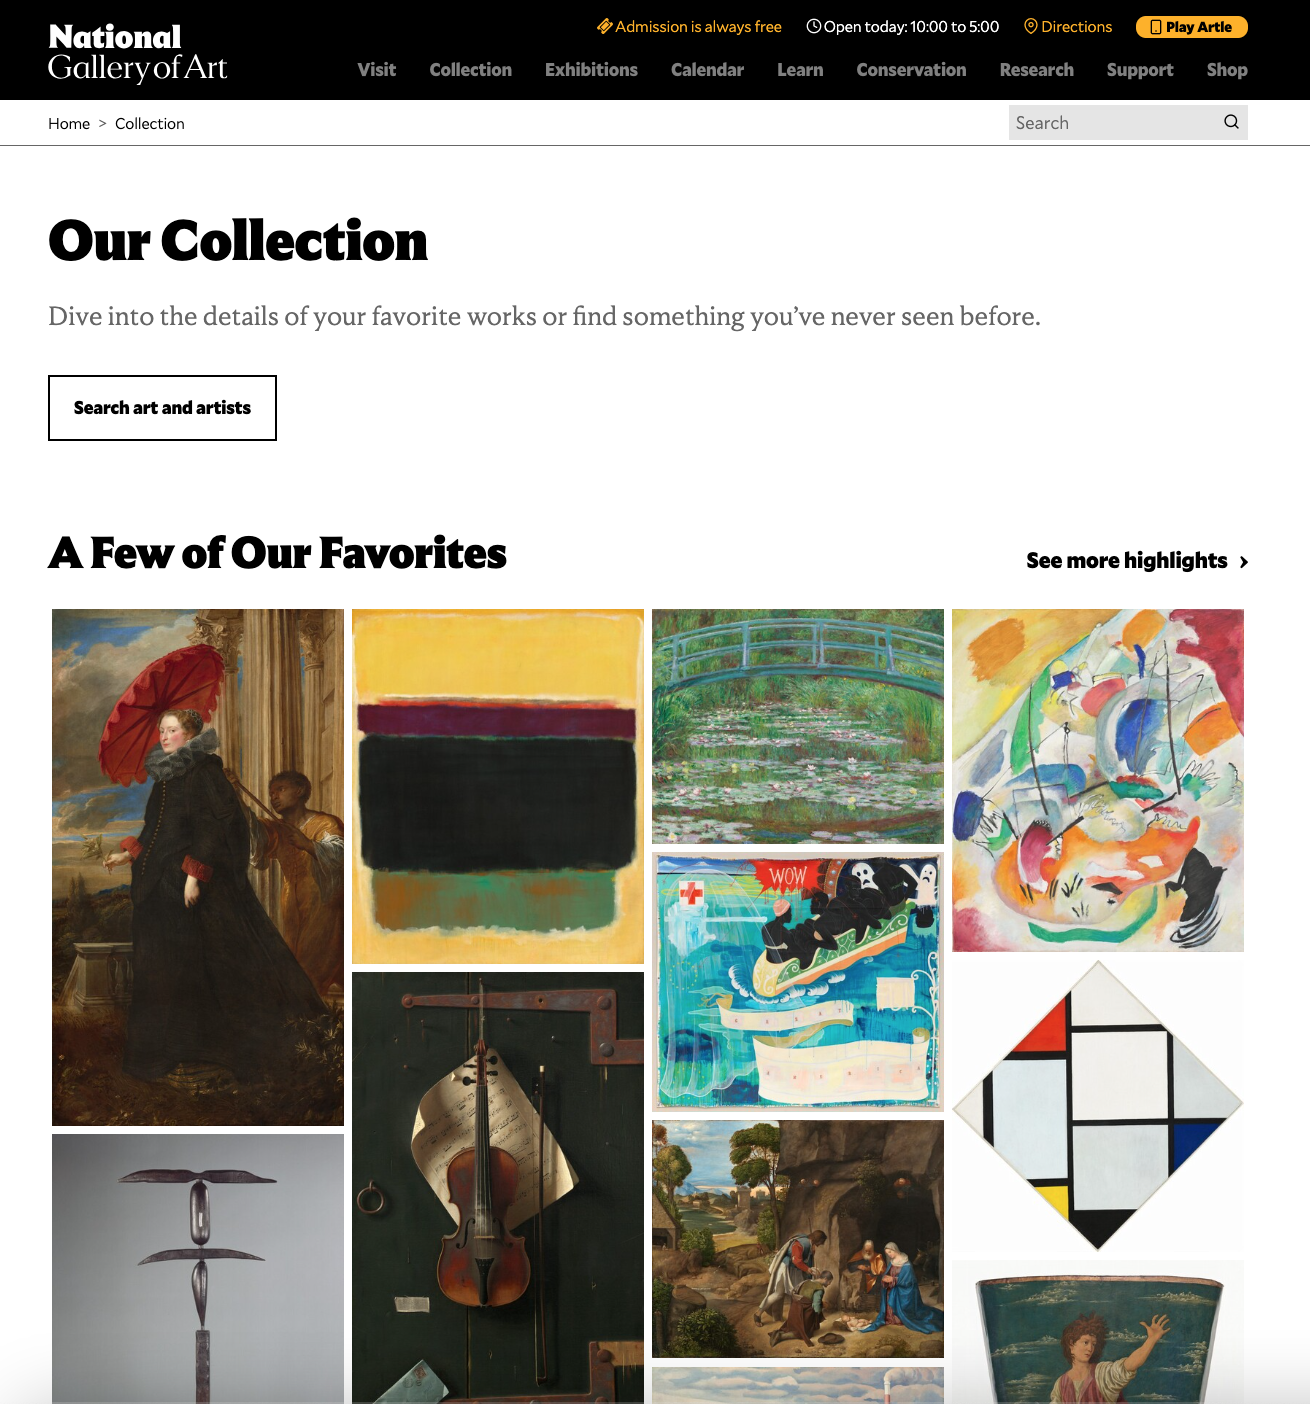 National
Gallery of Art
Admission is always free
Open today: 10:00 to 5:00
Directions
Play Artle
Visit
Collection
Exhibitions
Calendar
Learn
Conservation
Research
Support
Shop
Home > Collection
Search
Our Collection
Dive into the details of your favorite works or find something you’ve never seen before.
Search art and artists
A Few of Our Favorites
See more highlights >
WOW